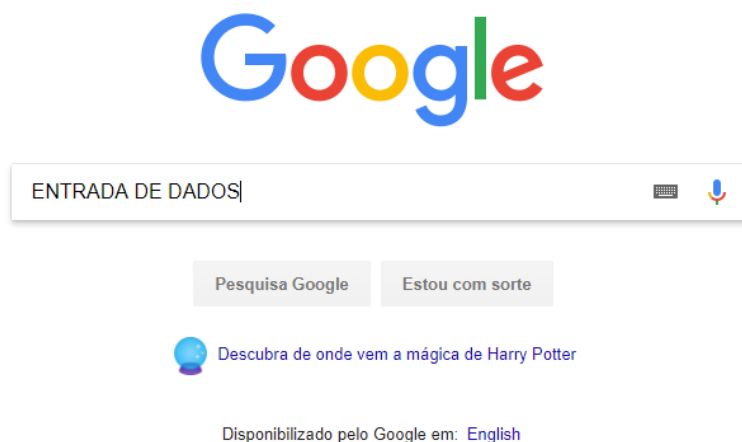 Google
ENTRADA DE DADOS
Pesquisa Google Estou com sorte
Descubra de onde vem a mágica de Harry Potter
Disponibilizado pelo Google em: English